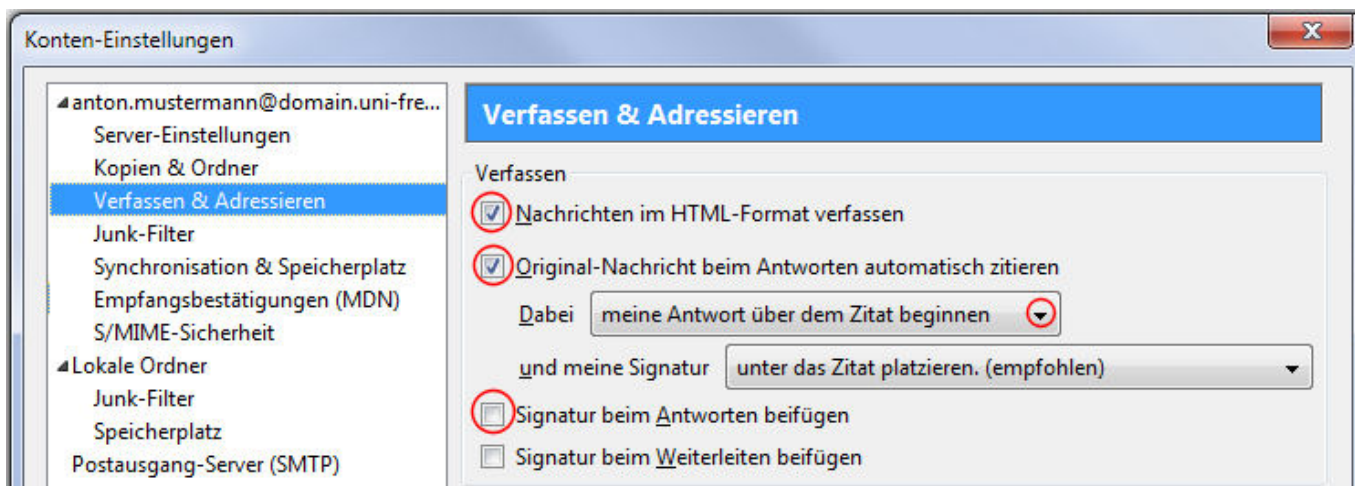 Konten-Einstellungen
anton.mustermann@domain.uni-fre...
Server-Einstellungen
Kopien & Ordner
Verfassen & Adressieren
Junk-Filter
Synchronisation & Speicherplatz
Empfangsbestätigungen (MDN)
S/MIME-Sicherheit
Lokale Ordner
Junk-Filter
Speicherplatz
Postausgang-Server (SMTP)
Verfassen & Adressieren
Verfassen
Nachrichten im HTML-Format verfassen
Original-Nachricht beim Antworten automatisch zitieren
Dabei meine Antwort über dem Zitat beginnen
und meine Signatur unter das Zitat platzieren. (empfohlen)
Signatur beim Antworten beifügen
Signatur beim Weiterleiten beifügen